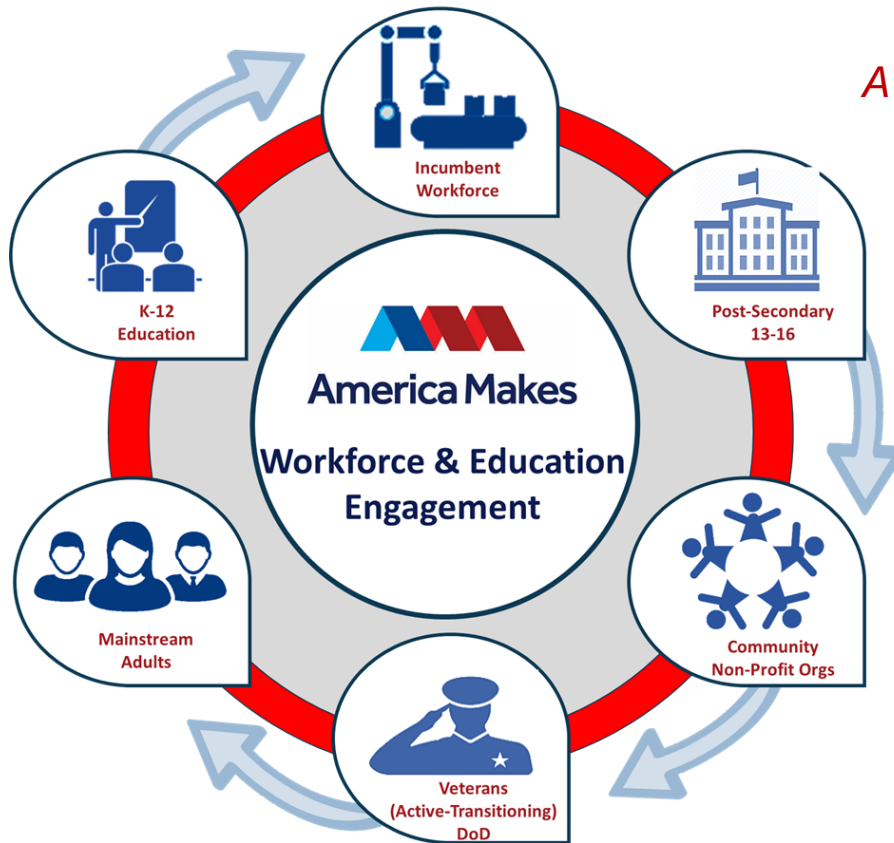 A
Incumbent
Workforce
K-12
Education
Post-Secondary
13-16
America Makes
Workforce & Education
Engagement
Mainstream
Adults
Community
Non-Profit Orgs
Veterans
(Active-Transitioning)
DoD